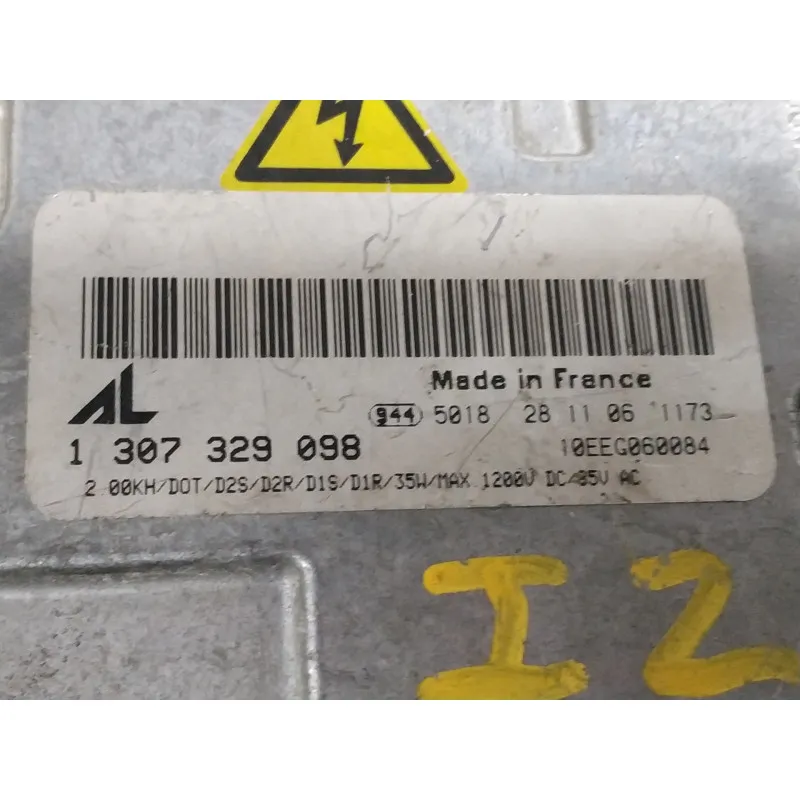 AL
Made in France
944 5018 28 11 06 1173
1 307 329 098
10EEG060084
2.00KH/DOT/D2S/D2R/D1S/D1R/35W/MAX.1200V DC/85V AC
I2